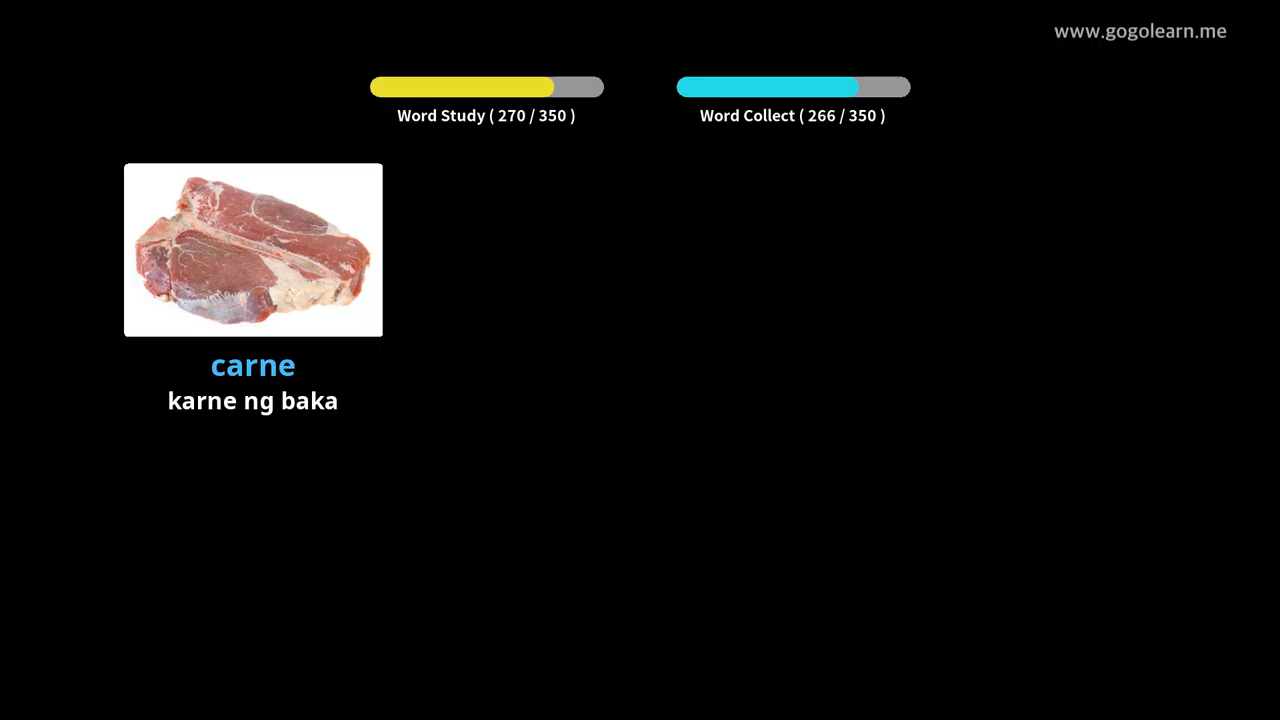 www.gogolearn.me
Word Study ( 270 / 350 )
Word Collect ( 266 / 350 )
carne
karne ng baka